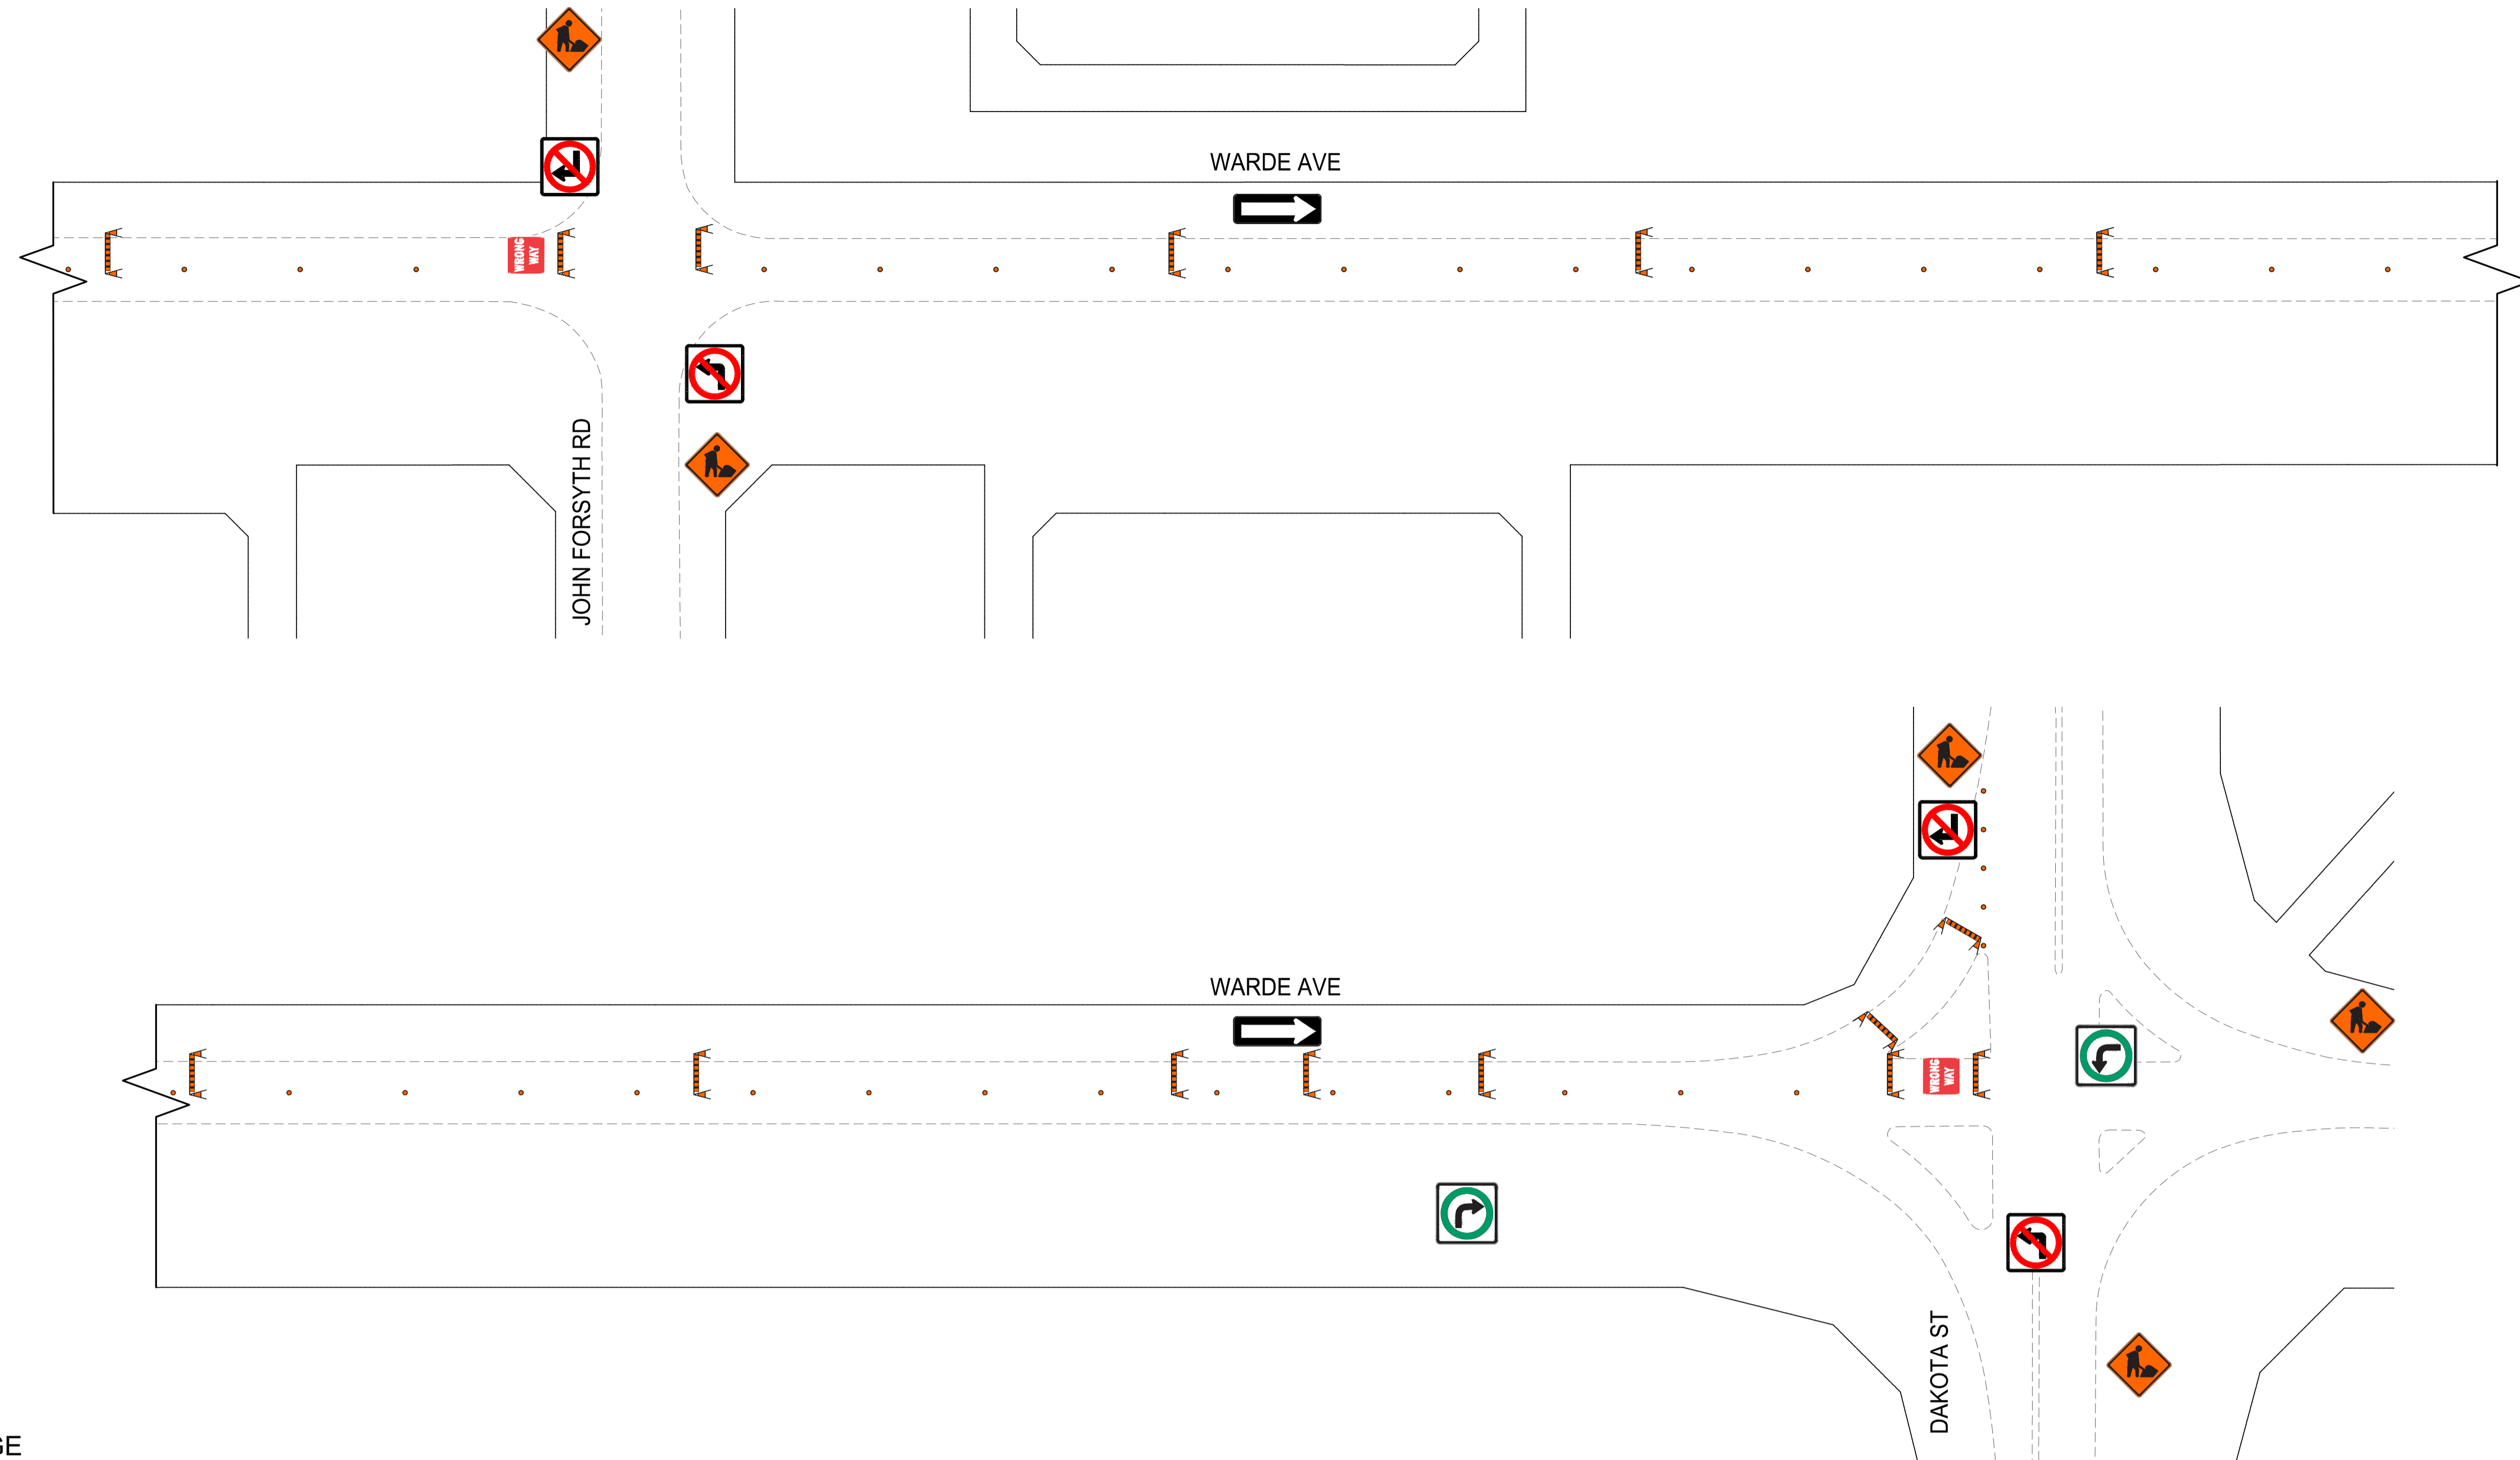 WARDE AVE
WRONG
WAY
JOHN FORSYTH RD
WARDE AVE
WRONG
WAY
DAKOTA ST
GE